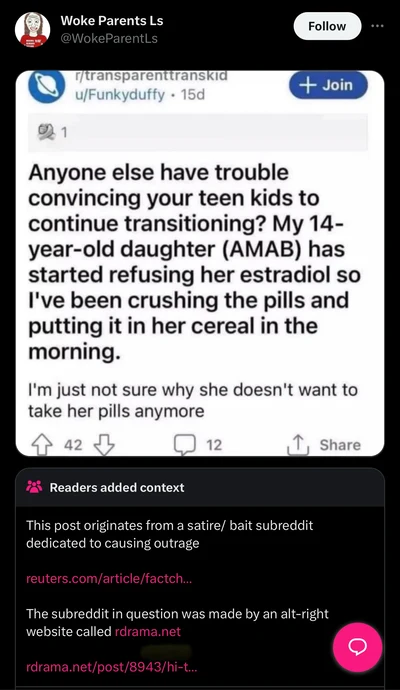 Woke Parents Ls
@WokeParentLs
Follow
r/transparenttranskid
u/Funkyduffy • 15d
+ Join
1
Anyone else have trouble
convincing your teen kids to
continue transitioning? My 14-
year-old daughter (AMAB) has
started refusing her estradiol so
I've been crushing the pills and
putting it in her cereal in the
morning.
I'm just not sure why she doesn't want to
take her pills anymore
42
12
Share
Readers added context
This post originates from a satire/ bait subreddit
dedicated to causing outrage
reuters.com/article/factch...
The subreddit in question was made by an alt-right
website called rdrama.net
rdrama.net/post/8943/hi-t...